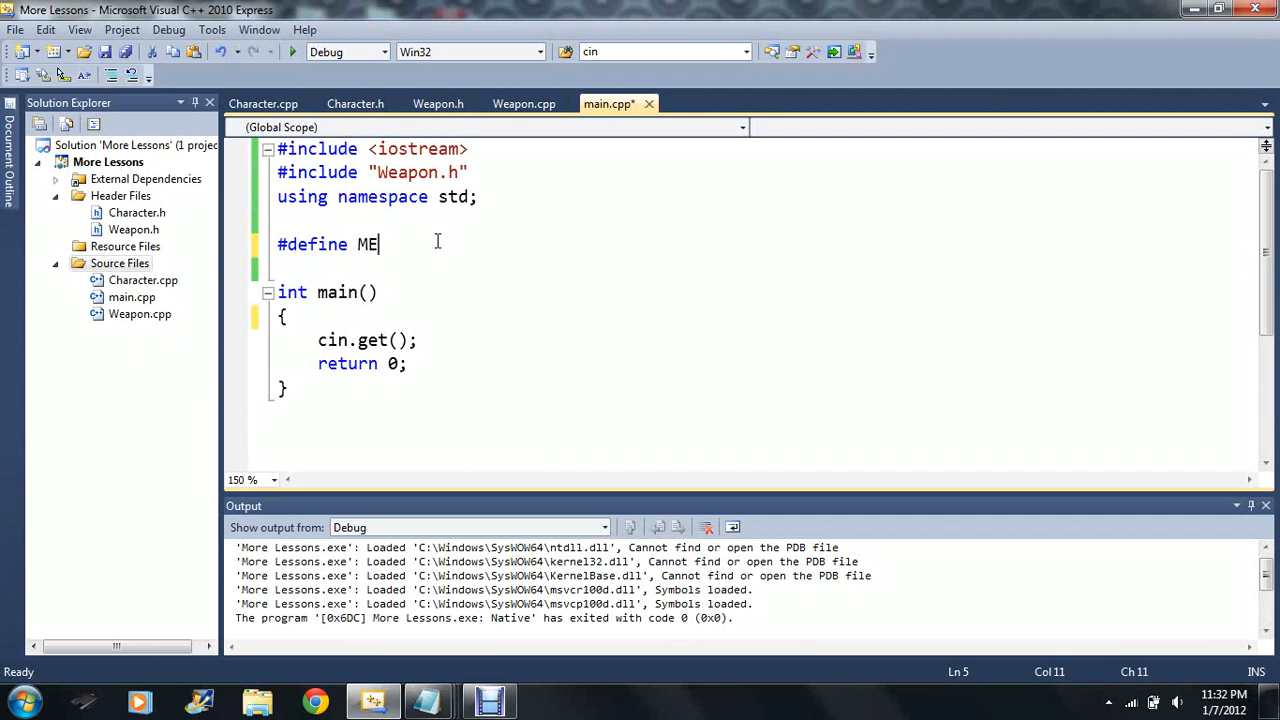 More Lessons - Microsoft Visual C++ 2010 Express
File Edit View Project Debug Tools Window Help
Debug Win32 cin
Solution Explorer
Character.cpp Character.h Weapon.h Weapon.cpp main.cpp*
Document Outline
(Global Scope)
Solution 'More Lessons' (1 projec
More Lessons
External Dependencies
Header Files
Character.h
Weapon.h
Resource Files
Source Files
Character.cpp
main.cpp
Weapon.cpp
#include <iostream>
#include "Weapon.h"
using namespace std;
#define ME
int main()
{
cin.get();
return 0;
}
150 %
Output
Show output from: Debug
'More Lessons.exe': Loaded 'C:\Windows\SysWOW64\ntdll.dll', Cannot find or open the PDB file
'More Lessons.exe': Loaded 'C:\Windows\SysWOW64\kernel32.dll', Cannot find or open the PDB file
'More Lessons.exe': Loaded 'C:\Windows\SysWOW64\KernelBase.dll', Cannot find or open the PDB file
'More Lessons.exe': Loaded 'C:\Windows\SysWOW64\msvcr100d.dll', Symbols loaded.
'More Lessons.exe': Loaded 'C:\Windows\SysWOW64\msvcp100d.dll', Symbols loaded.
The program '[0x6DC] More Lessons.exe: Native' has exited with code 0 (0x0).
Ready Ln 5 Col 11 Ch 11 INS
11:32 PM
1/7/2012